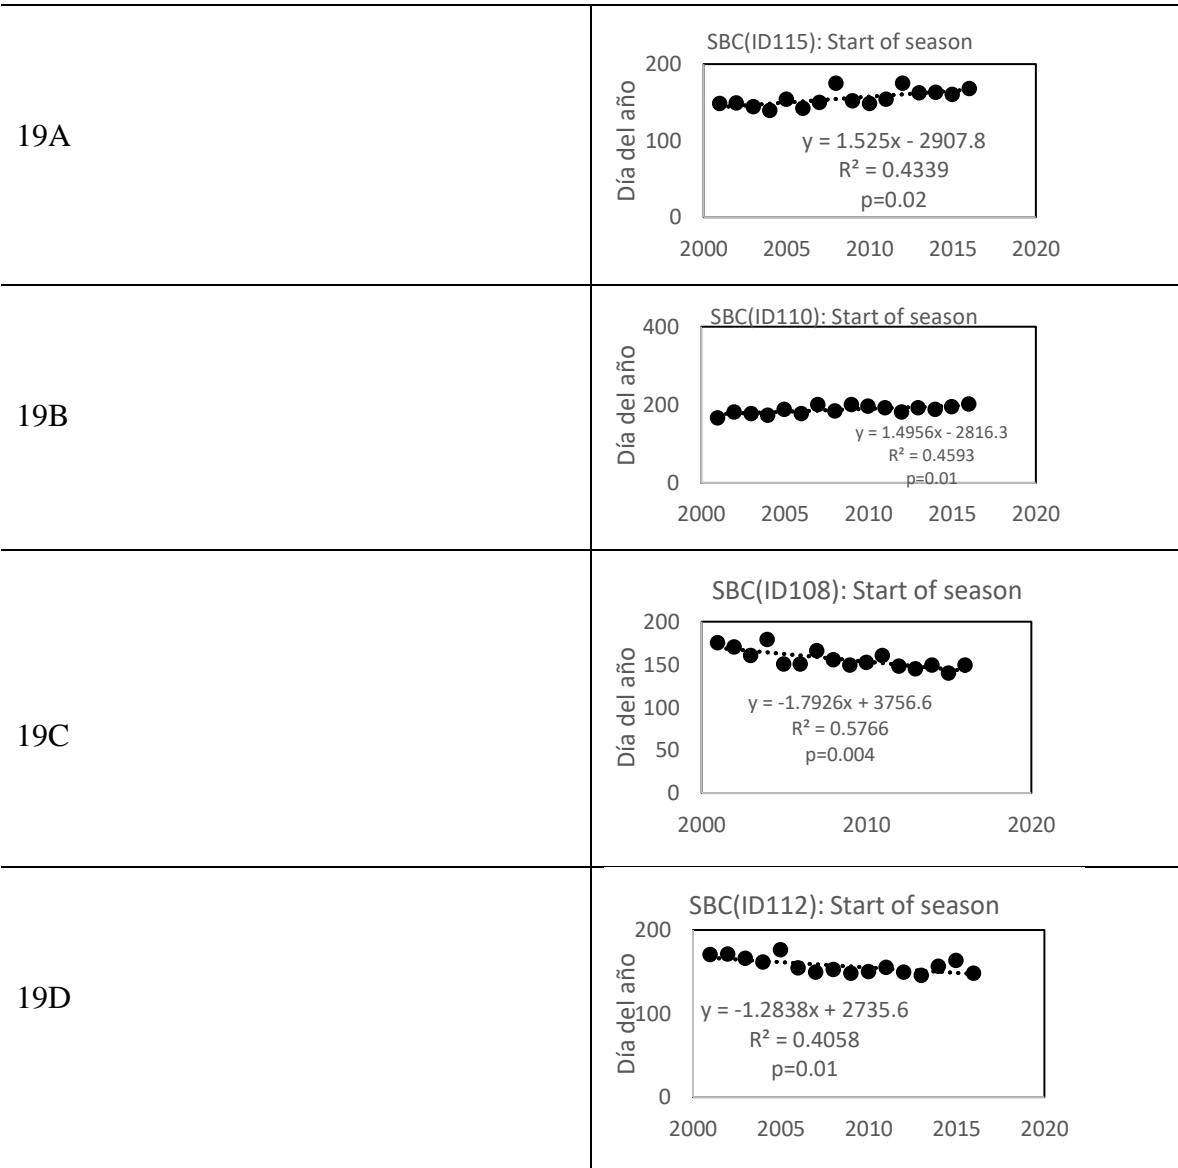 19A
SBC(ID115): Start of season
Día del año
200
100
0
y = 1.525x - 2907.8
R² = 0.4339
p=0.02
2000 2005 2010 2015 2020
19B
SBC(ID110): Start of season
Día del año
400
200
0
y = 1.4956x - 2816.3
R² = 0.4593
p=0.01
2000 2005 2010 2015 2020
19C
SBC(ID108): Start of season
Día del año
200
150
100
50
0
y = -1.7926x + 3756.6
R² = 0.5766
p=0.004
2000 2010 2020
19D
SBC(ID112): Start of season
Día del año
200
100
0
y = -1.2838x + 2735.6
R² = 0.4058
p=0.01
2000 2005 2010 2015 2020